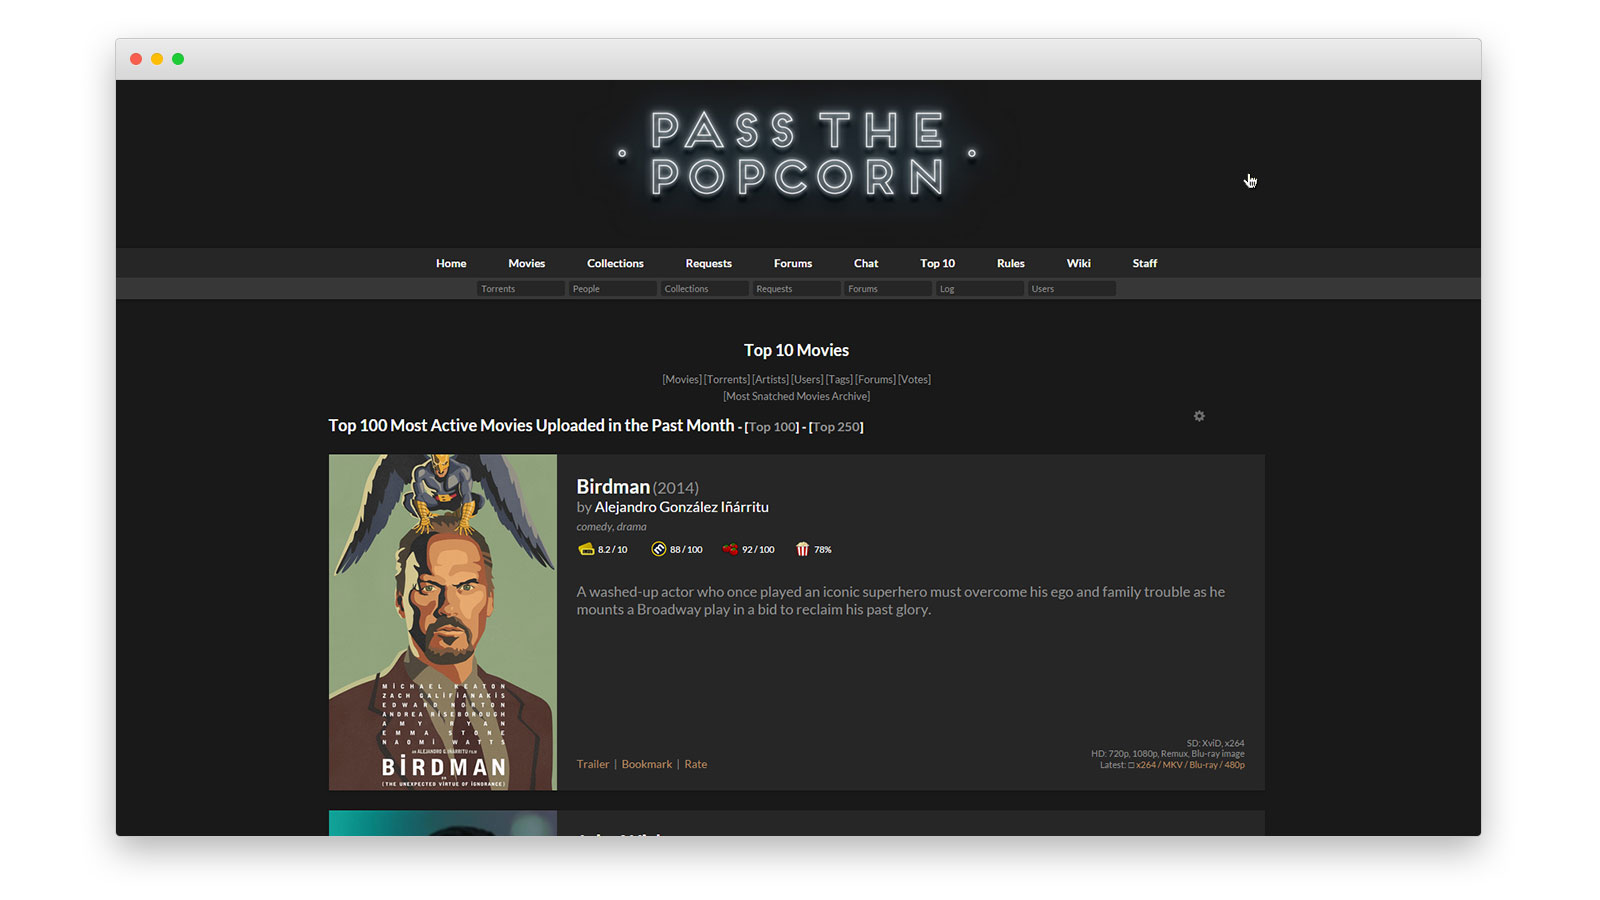 PASS THE
POPCORN
Home Movies Collections Requests Forums Chat Top 10 Rules Wiki Staff
Torrents People Collections Requests Forums Log Users
Top 10 Movies
[Movies] [Torrents] [Artists] [Users] [Tags] [Forums] [Votes]
[Most Snatched Movies Archive]
Top 100 Most Active Movies Uploaded in the Past Month - [Top 100] - [Top 250]
Birdman (2014)
by Alejandro González Iñárritu
comedy, drama
8.2 / 10 88 / 100 92 / 100 78%
A washed-up actor who once played an iconic superhero must overcome his ego and family trouble as he
mounts a Broadway play in a bid to reclaim his past glory.
MiCHAEL KEATON
ZACH GALiFiANAKiS
EDWARD NORTON
ANDREA RiSEBOROUGH
AMY RYAN
EMMA STONE
NAOMi WATTS
AN ALEJANDRO G. IÑÁRRITU FILM
BiRDMAN
OR
(THE UNEXPECTED ViRTUE OF iGNORANCE)
SD: XviD, x264
HD: 720p, 1080p, Remux, Blu-ray image
Latest: □ x264 / MKV / Blu-ray / 480p
Trailer | Bookmark | Rate